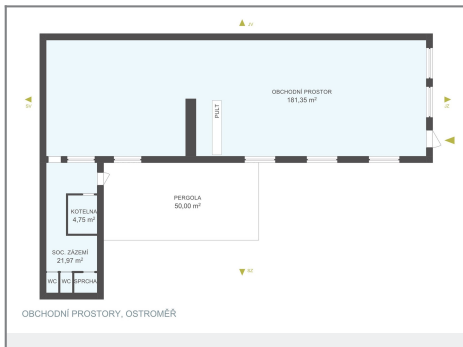 OBCHODNÍ PROSTOR
181,35 m²
PULT
PERGOLA
50,00 m²
KOTELNA
4,75 m²
SOC. ZÁZEMÍ
21,97 m²
WC
WC
SPRCHA
OBCHODNÍ PROSTORY, OSTROMĚŘ